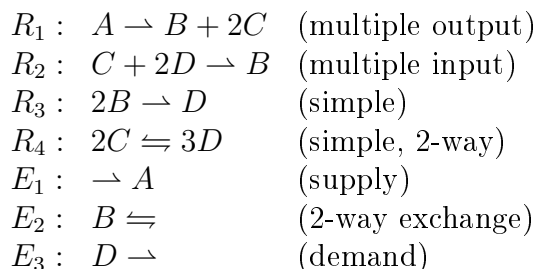 R₁ : A ⇀ B + 2C (multiple output)
R₂ : C + 2D ⇀ B (multiple input)
R₃ : 2B ⇀ D (simple)
R₄ : 2C ⇋ 3D (simple, 2-way)
E₁ : ⇀ A (supply)
E₂ : B ⇋ (2-way exchange)
E₃ : D ⇀ (demand)